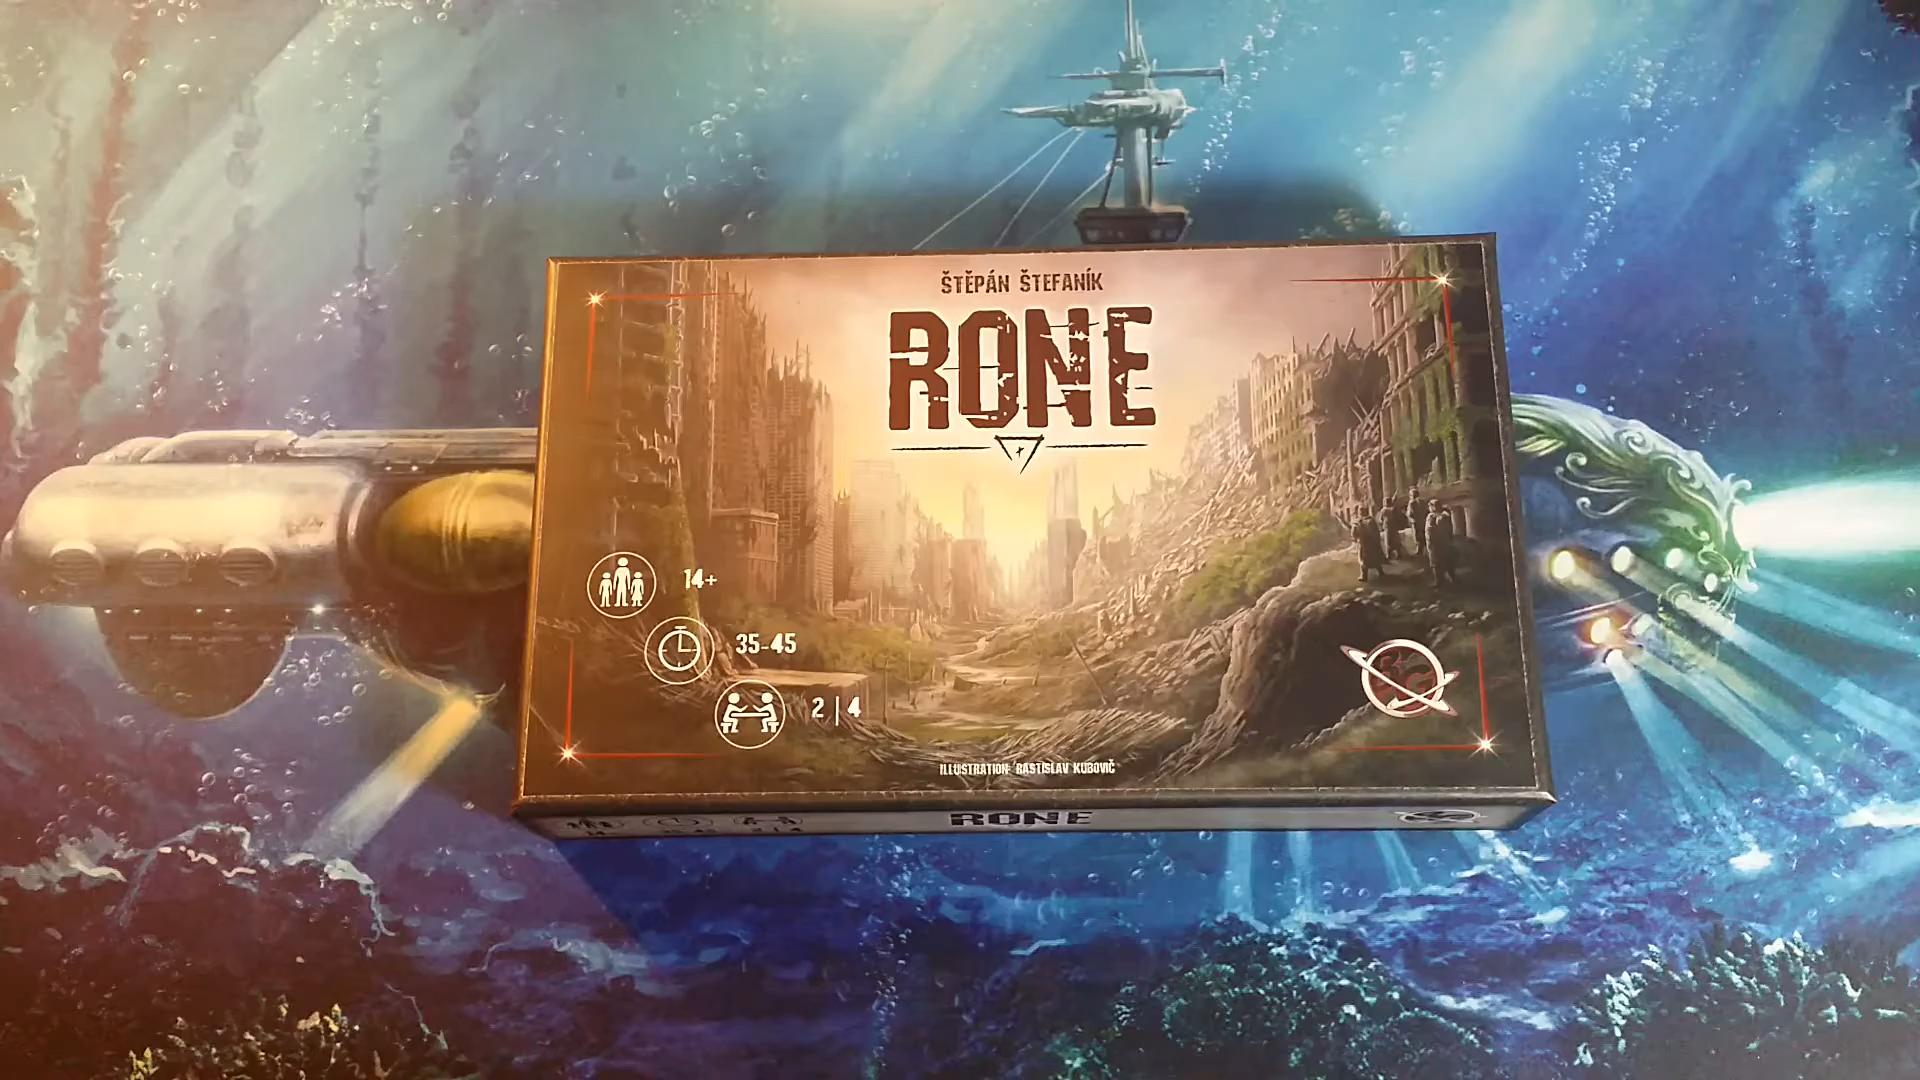 ŠTĚPÁN ŠTEFANÍK
RONE
14+
35-45
2 | 4
ILLUSTRATION: RASTISLAV KUBOVIČ
RONE